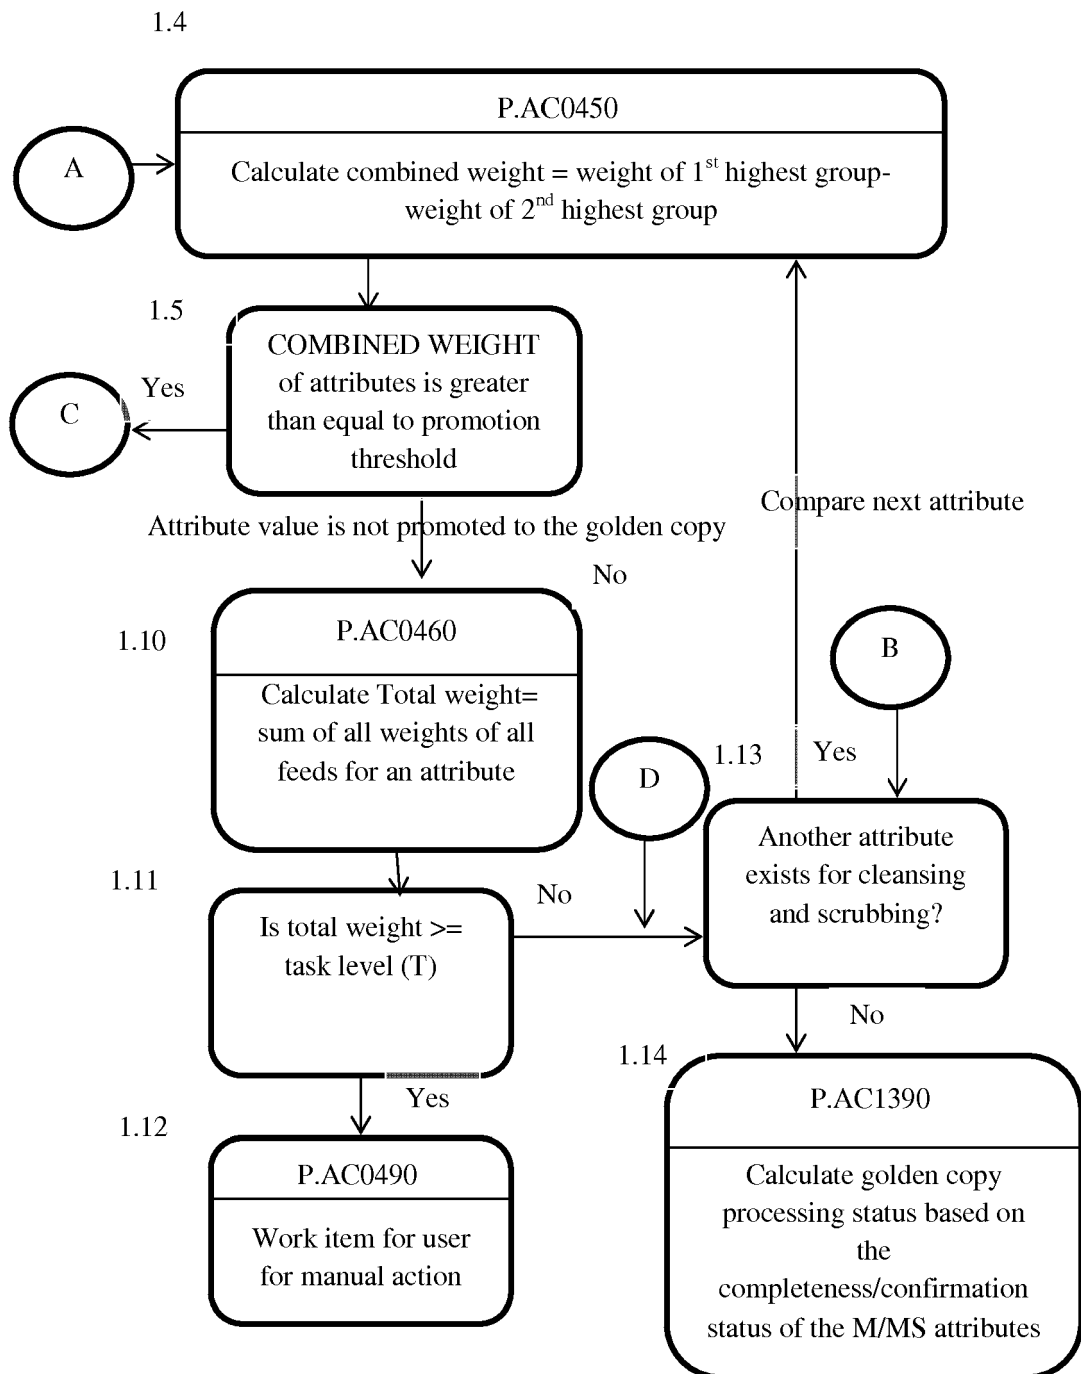 1.4
P.AC0450
A
Calculate combined weight = weight of 1st highest group-
weight of 2nd highest group
1.5
COMBINED WEIGHT
of attributes is greater
than equal to promotion
threshold
Yes
C
Compare next attribute
Attribute value is not promoted to the golden copy
No
1.10
P.AC0460
Calculate Total weight=
sum of all weights of all
feeds for an attribute
B
D
1.13
Yes
Another attribute
exists for cleansing
and scrubbing?
1.11
No
Is total weight >=
task level (T)
No
Yes
1.12
P.AC0490
Work item for user
for manual action
1.14
P.AC1390
Calculate golden copy
processing status based on
the
completeness/confirmation
status of the M/MS attributes